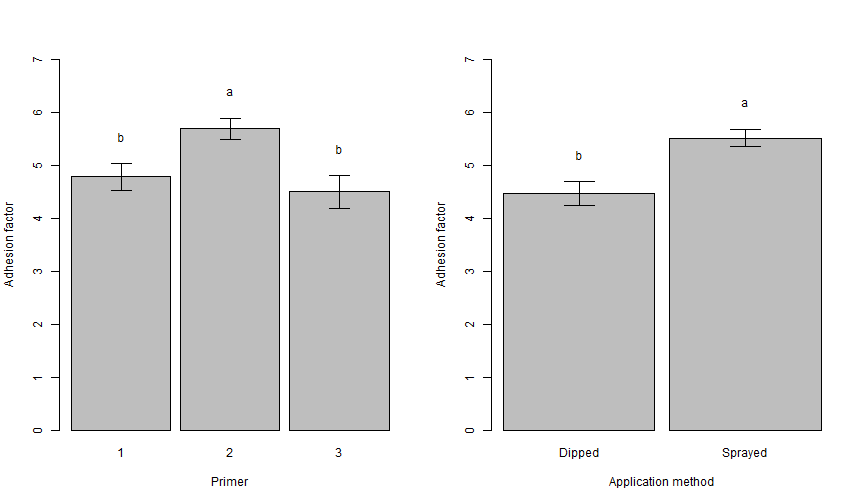 Adhesion factor
7
6
5
4
3
2
1
0
b
a
b
1 2 3
Primer
Adhesion factor
7
6
5
4
3
2
1
0
b
a
Dipped Sprayed
Application method